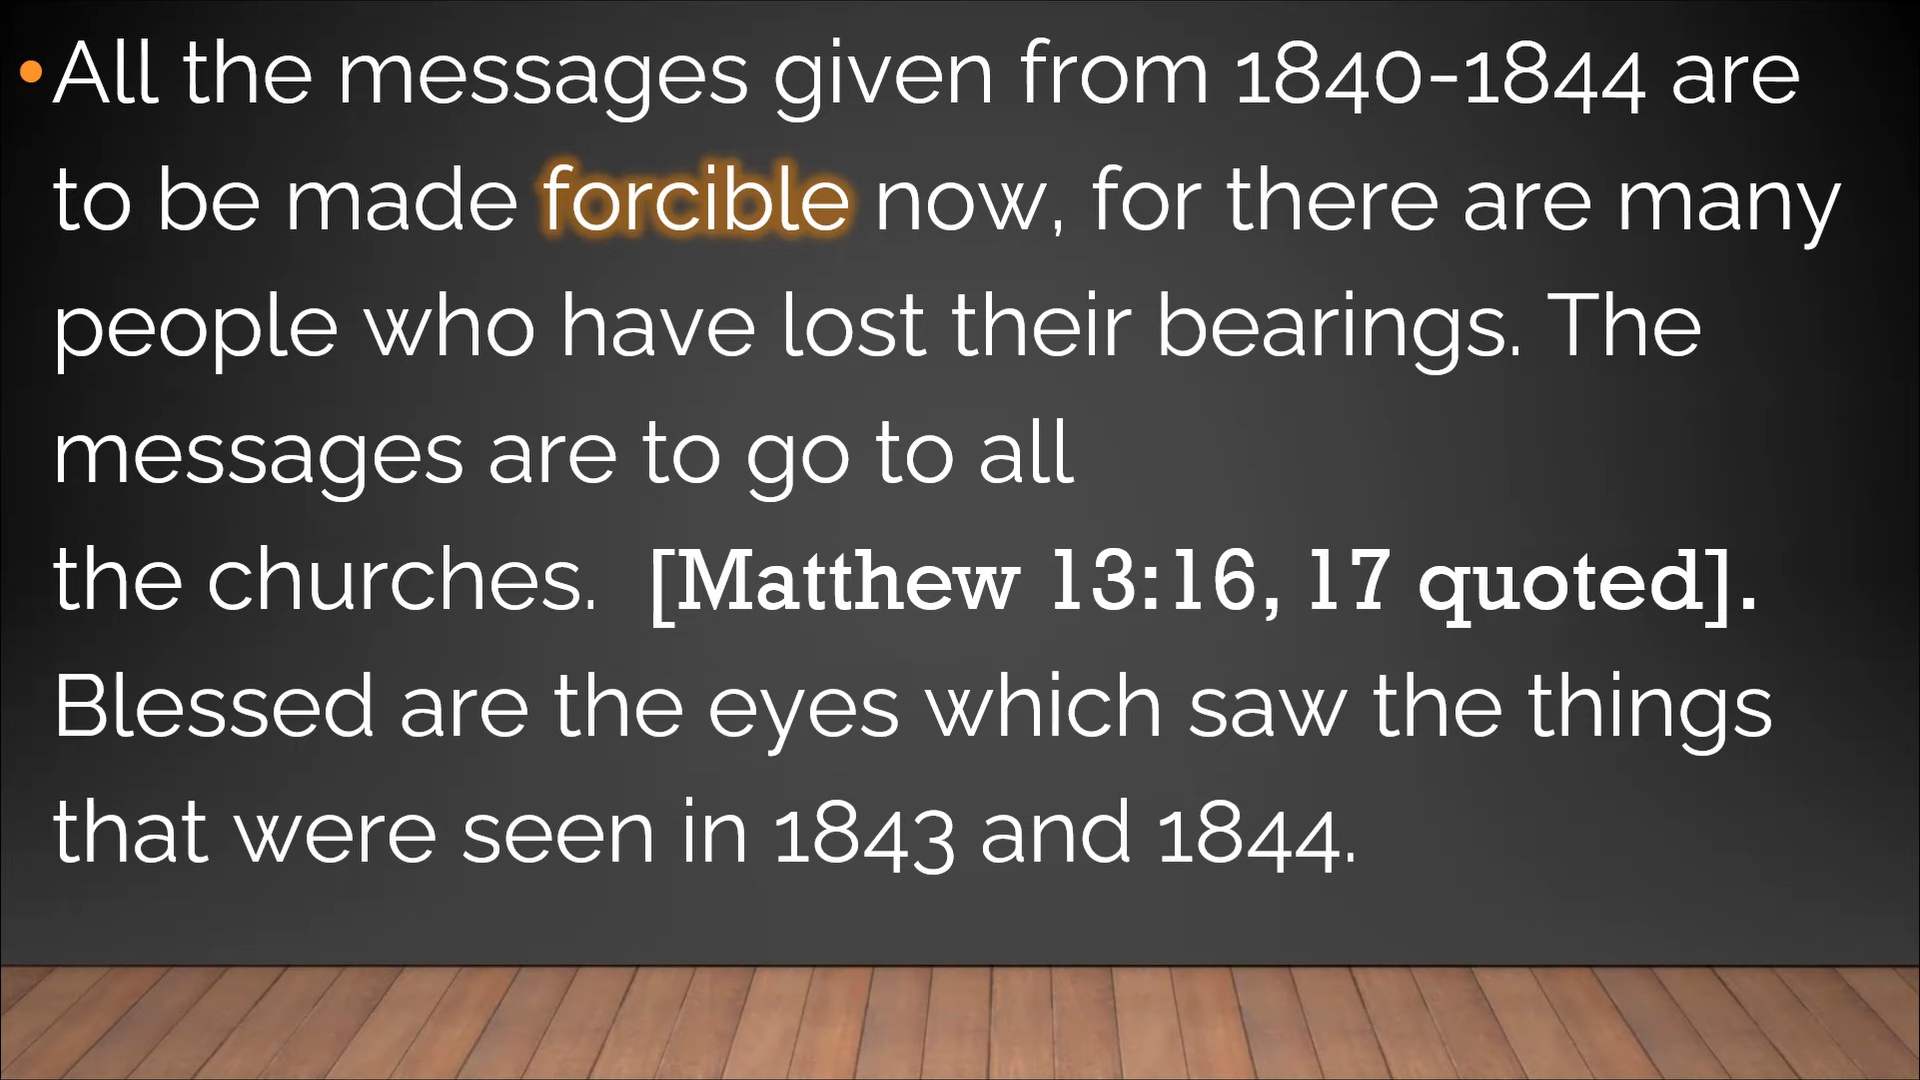 •All the messages given from 1840-1844 are
to be made forcible now, for there are many
people who have lost their bearings. The
messages are to go to all
the churches. [Matthew 13:16, 17 quoted].
Blessed are the eyes which saw the things
that were seen in 1843 and 1844.